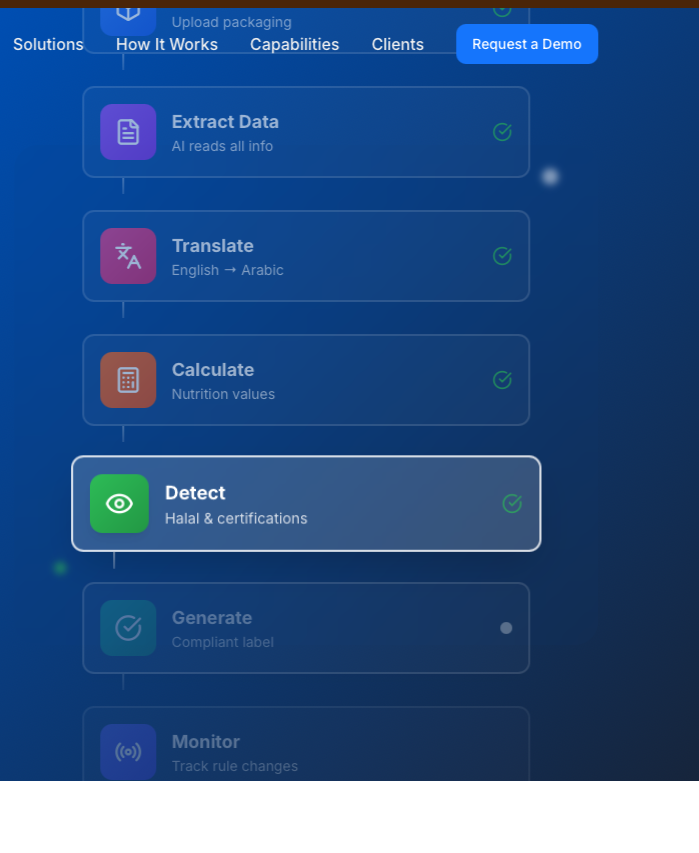 Upload packaging
Solutions How It Works Capabilities Clients Request a Demo
Extract Data
AI reads all info
Translate
English → Arabic
Calculate
Nutrition values
Detect
Halal & certifications
Generate
Compliant label
Monitor
Track rule changes